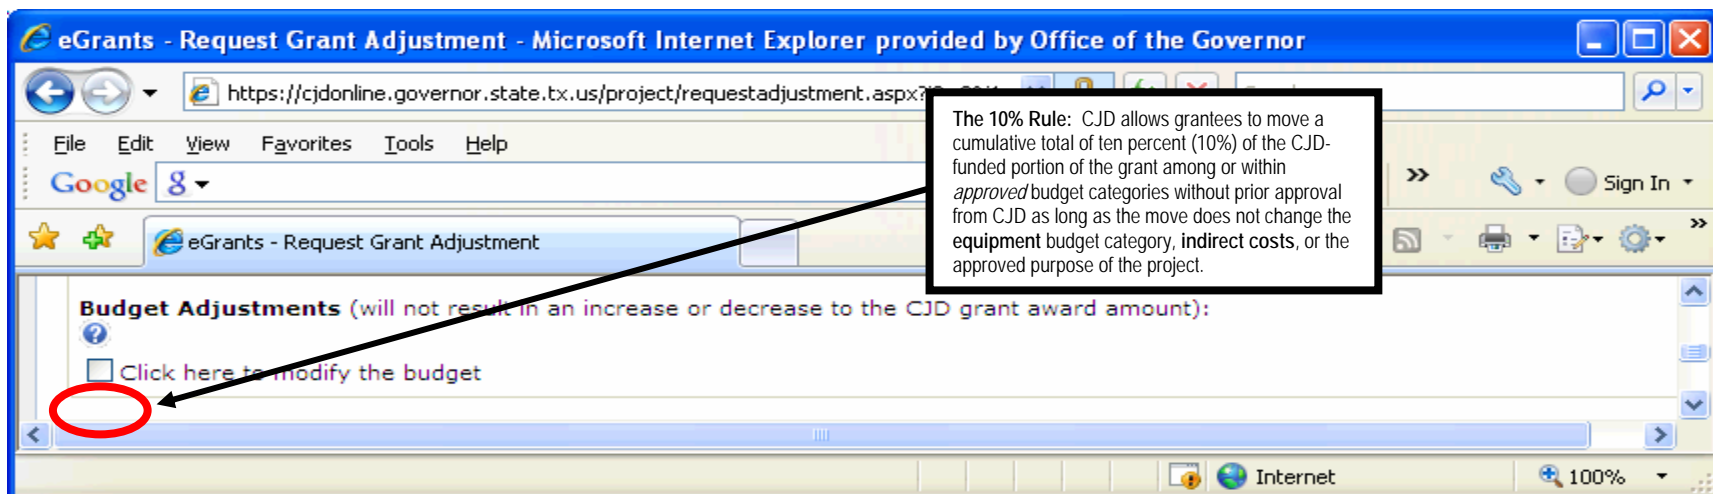 eGrants - Request Grant Adjustment - Microsoft Internet Explorer provided by Office of the Governor
https://cjdonline.governor.state.tx.us/project/requestadjustment.aspx?
File Edit View Favorites Tools Help
Google
Sign In
eGrants - Request Grant Adjustment
The 10% Rule: CJD allows grantees to move a
cumulative total of ten percent (10%) of the CJD-
funded portion of the grant among or within
approved budget categories without prior approval
from CJD as long as the move does not change the
equipment budget category, indirect costs, or the
approved purpose of the project.
Budget Adjustments (will not result in an increase or decrease to the CJD grant award amount):
Click here to modify the budget
Internet
100%